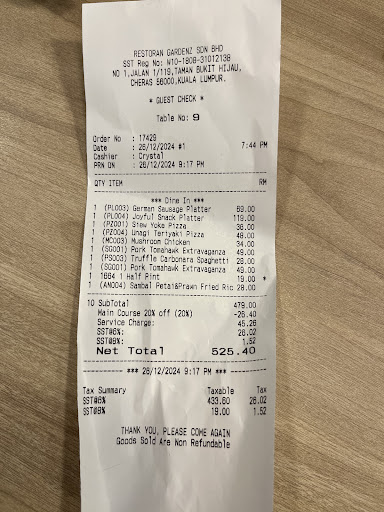 RESTORAN GARDENZ SDN BHD
SST Reg No: W10-1808-31012138
NO 1,JALAN 1/119,TAMAN BUKIT HIJAU,
CHERAS 56000,KUALA LUMPUR.
* GUEST CHECK *
Table No: 9
Order No : 17429
Date : 26/12/2024 #1 7:44 PM
Cashier : Crystal
PRN ON : 26/12/2024 9:17 PM
QTY ITEM RM
*** Dine In ***
1 (PL003) German Sausage Platter 69.00
1 (PL004) Joyful Snack Platter 119.00
1 (PZ001) Siew Yoke Pizza 36.00
1 (PZ004) Unagi Teriyaki Pizza 48.00
1 (MC003) Mushroom Chicken 34.00
1 (SG001) Pork Tomahawk Extravaganza 49.00
1 (PS003) Truffle Carbonara Spaghetti 28.00
1 (SG001) Pork Tomahawk Extravaganza 49.00
1 1664 1 Half Pint 19.00 *
1 (AN004) Sambal Petai&Prawn Fried Ric 28.00
10 SubTotal 479.00
Main Course 20% off (20%) -26.40
Service Charge: 45.26
SST@6%: 26.02
SST@8%: 1.52
Net Total 525.40
*** 26/12/2024 9:17 PM ***
Tax Summary Taxable Tax
SST@6% 433.60 26.02
SST@8% 19.00 1.52
THANK YOU, PLEASE COME AGAIN
Goods Sold Are Non Refundable